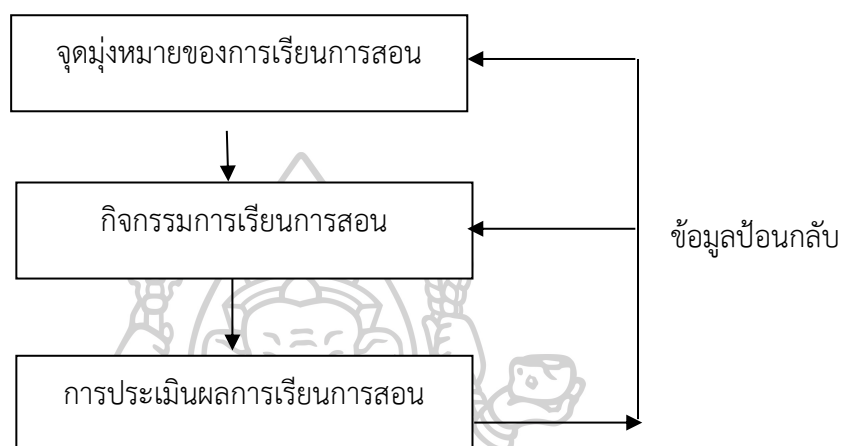 จุดมุ่งหมายของการเรียนการสอน
กิจกรรมการเรียนการสอน
ข้อมูลป้อนกลับ
การประเมินผลการเรียนการสอน